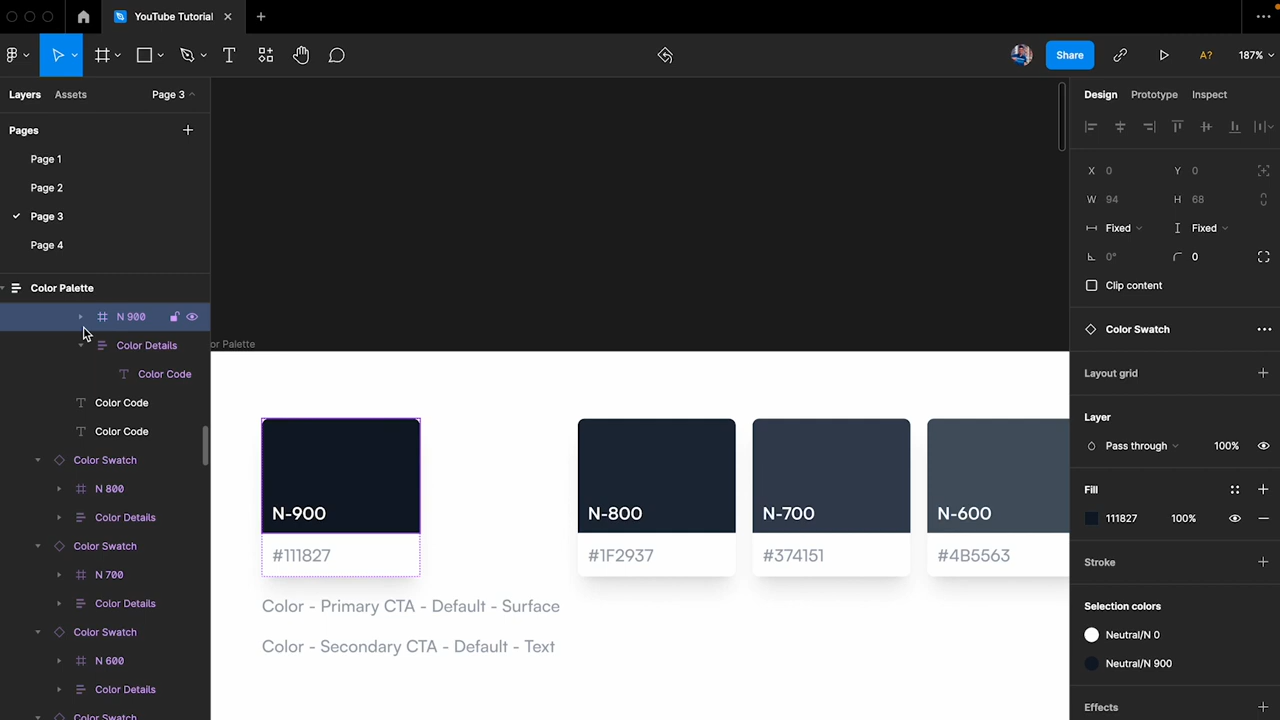 YouTube Tutorial
Share
A?
187%
Layers
Assets
Page 3
Pages
Page 1
Page 2
Page 3
Page 4
Color Palette
N 900
Color Details
Color Code
Color Code
Color Code
Color Swatch
N 800
Color Details
Color Swatch
N 700
Color Details
Color Swatch
N 600
Color Details
Color Swatch
or Palette
N-900
#111827
N-800
#1F2937
N-700
#374151
N-600
#4B5563
Color - Primary CTA - Default - Surface
Color - Secondary CTA - Default - Text
Design
Prototype
Inspect
X 0
Y 0
W 94
H 68
Fixed
Fixed
0°
0
Clip content
Color Swatch
Layout grid
Layer
Pass through
100%
Fill
111827
100%
Stroke
Selection colors
Neutral/N 0
Neutral/N 900
Effects